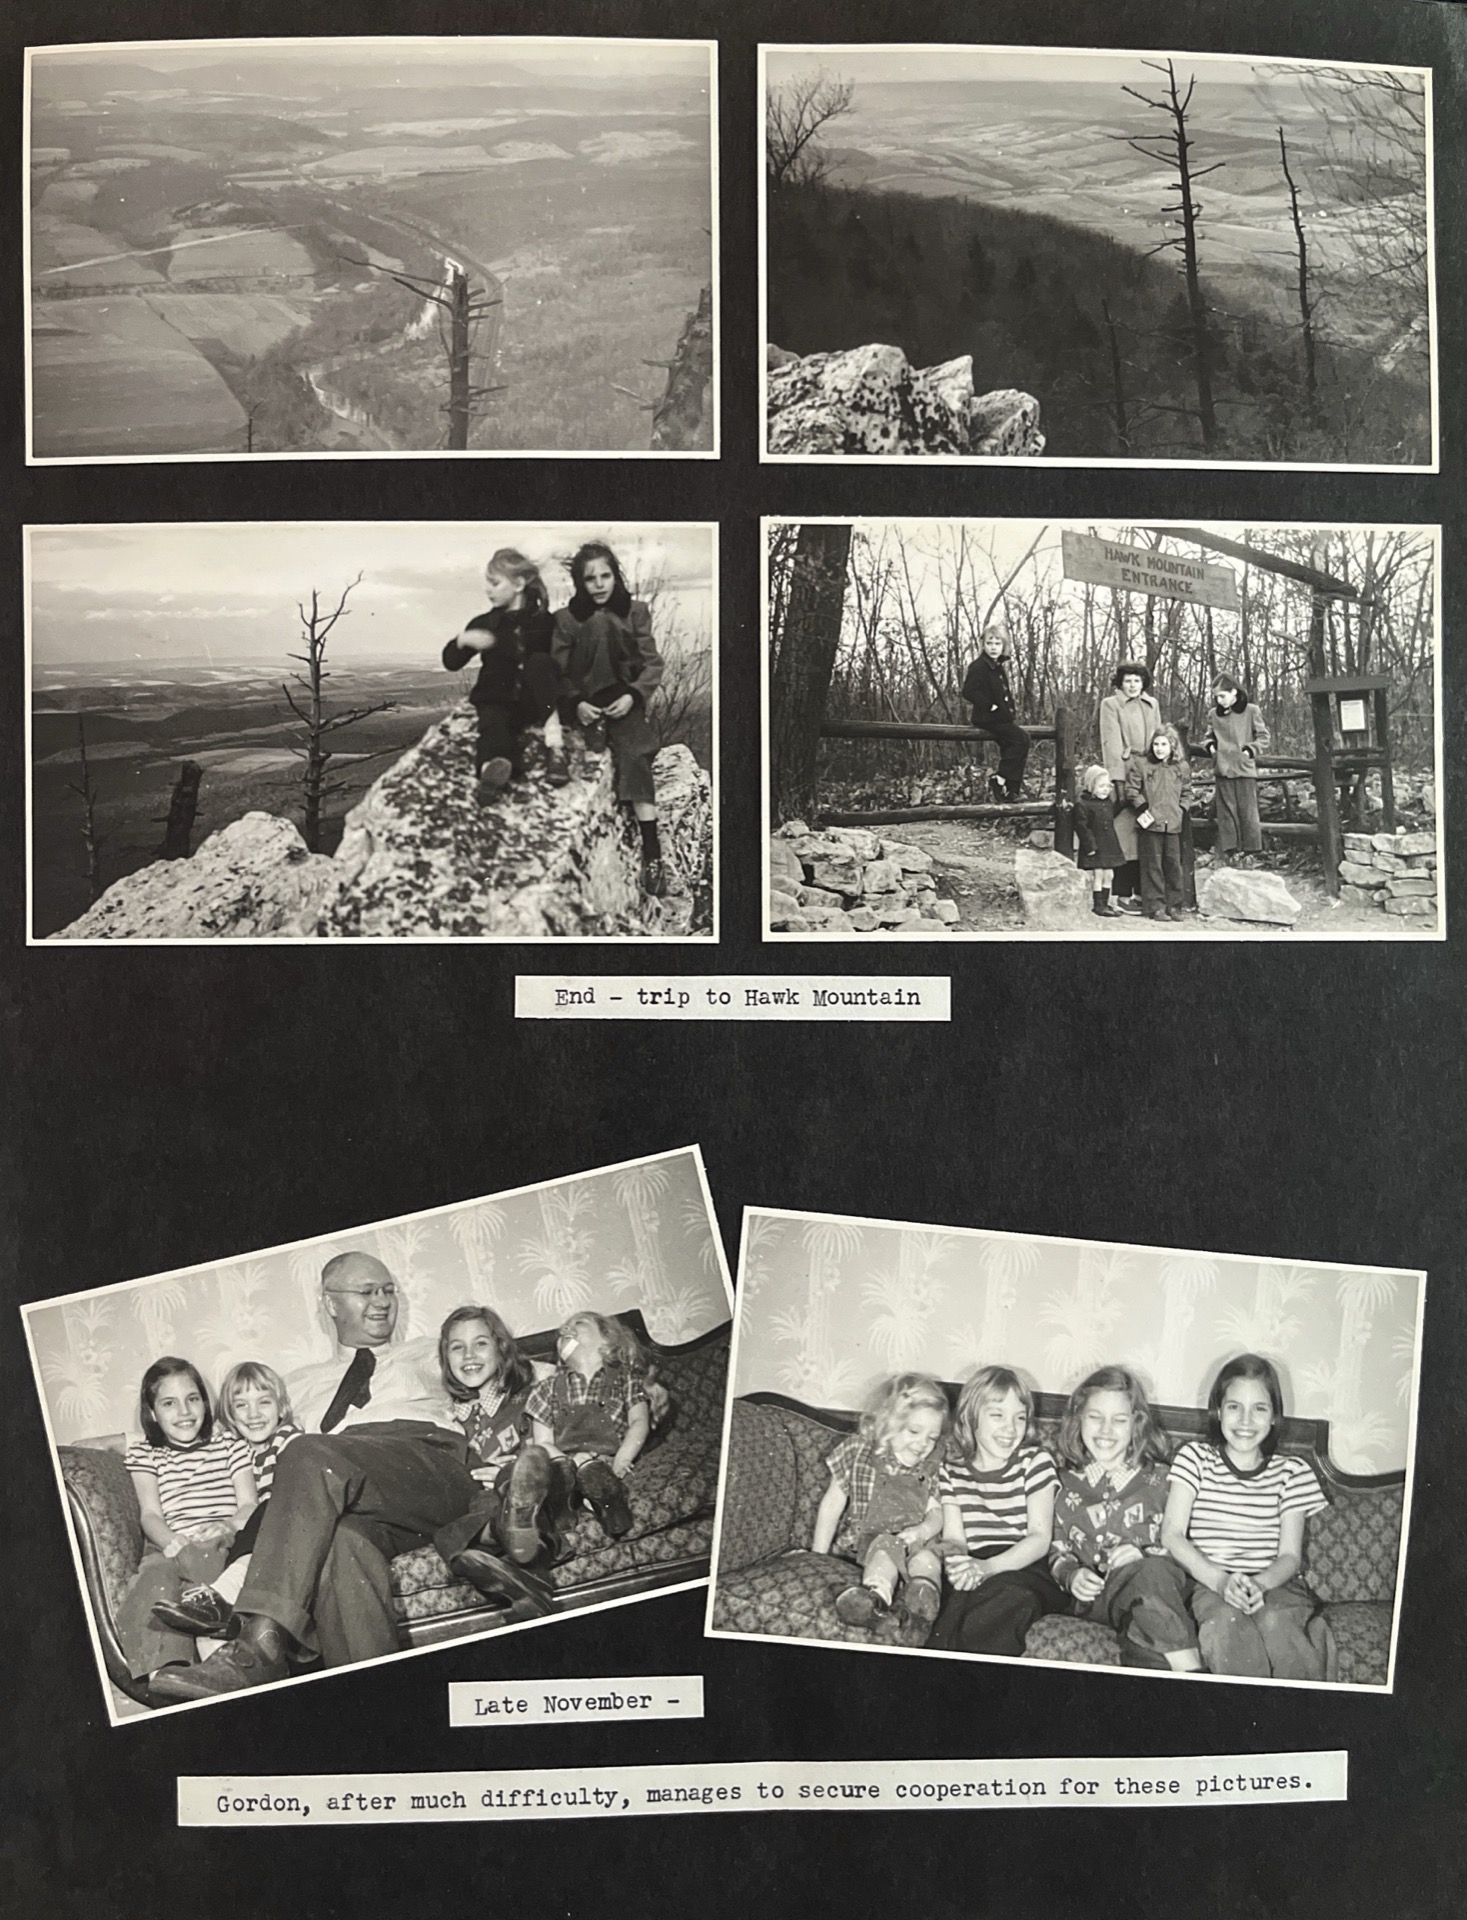 HAWK MOUNTAIN
ENTRANCE
End - trip to Hawk Mountain
Late November -
Gordon, after much difficulty, manages to secure cooperation for these pictures.